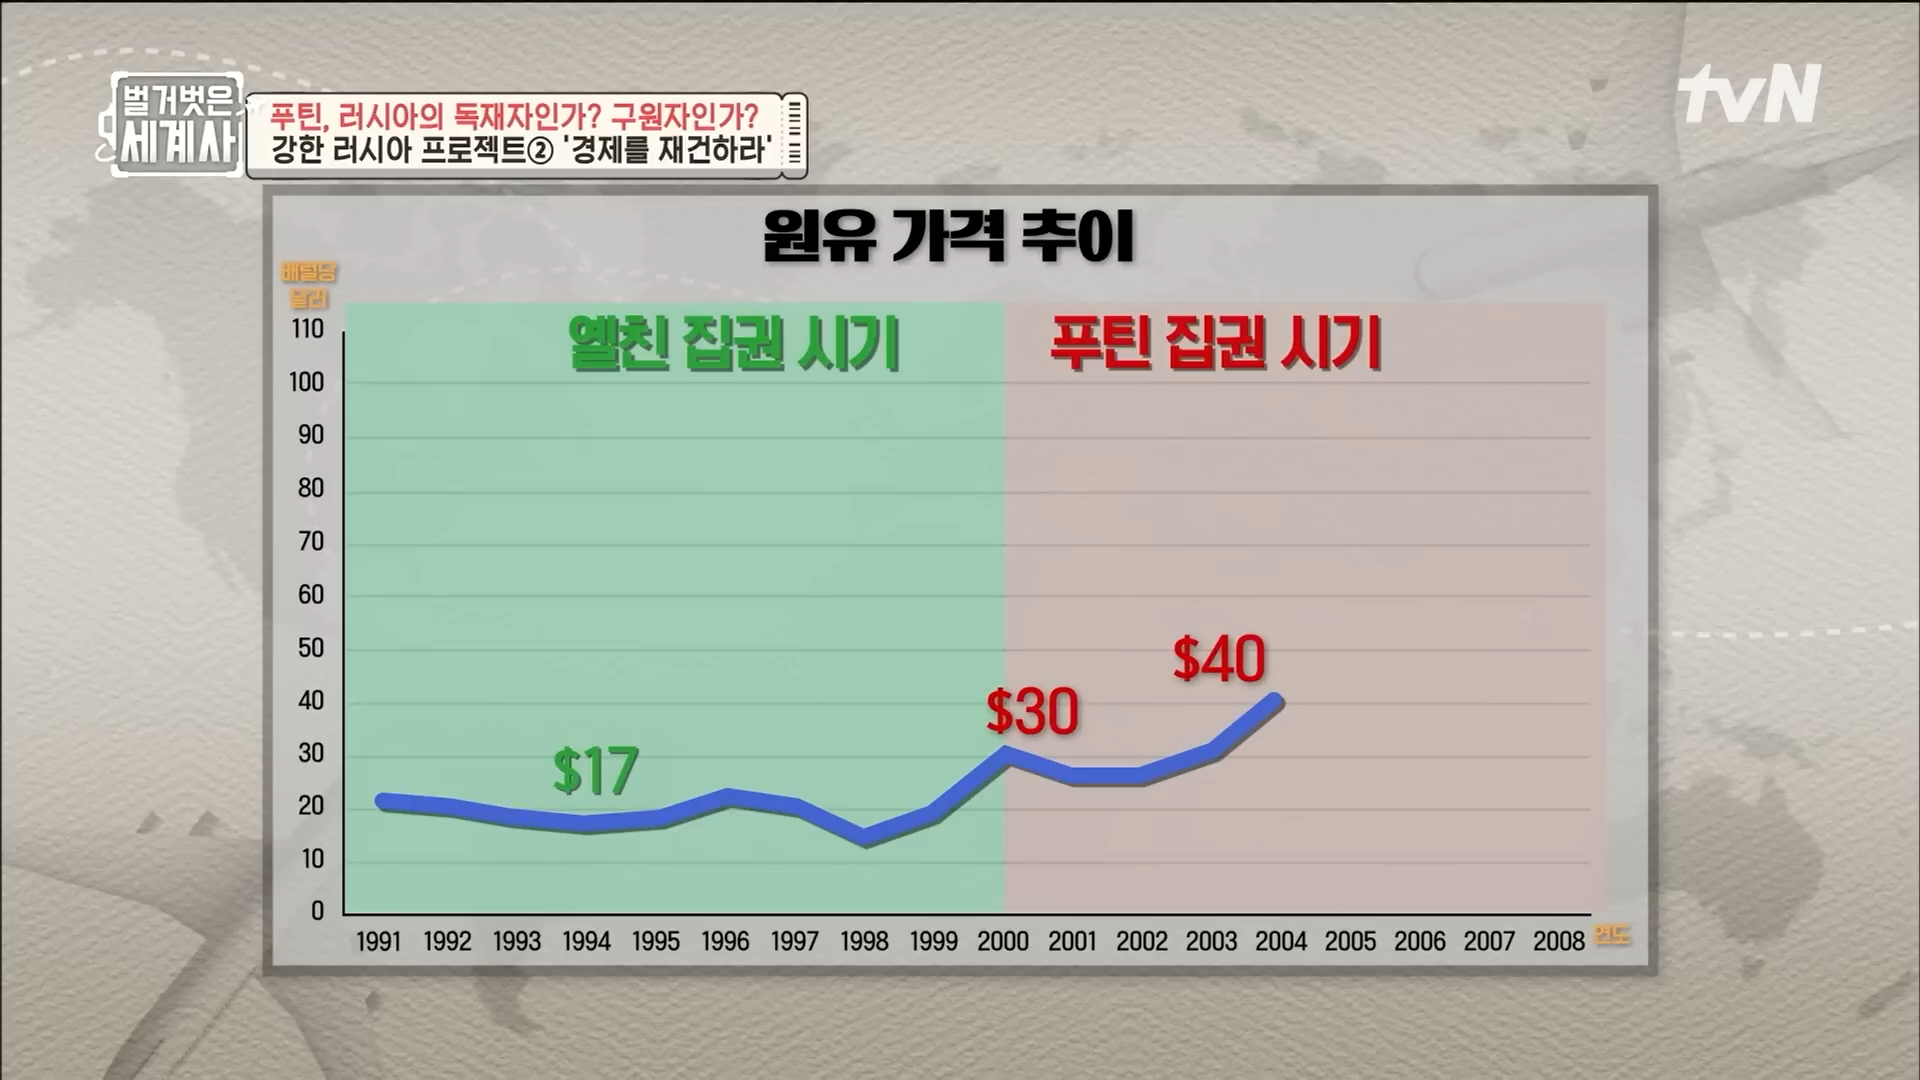 벌거벗은
세계사
푸틴, 러시아의 독재자인가? 구원자인가?
강한 러시아 프로젝트② '경제를 재건하라'
tvN
원유 가격 추이
배럴당
달러
옐친 집권 시기
푸틴 집권 시기
110
100
90
80
70
60
50
40
30
20
10
0
$17
$30
$40
1991 1992 1993 1994 1995 1996 1997 1998 1999 2000 2001 2002 2003 2004 2005 2006 2007 2008 연도